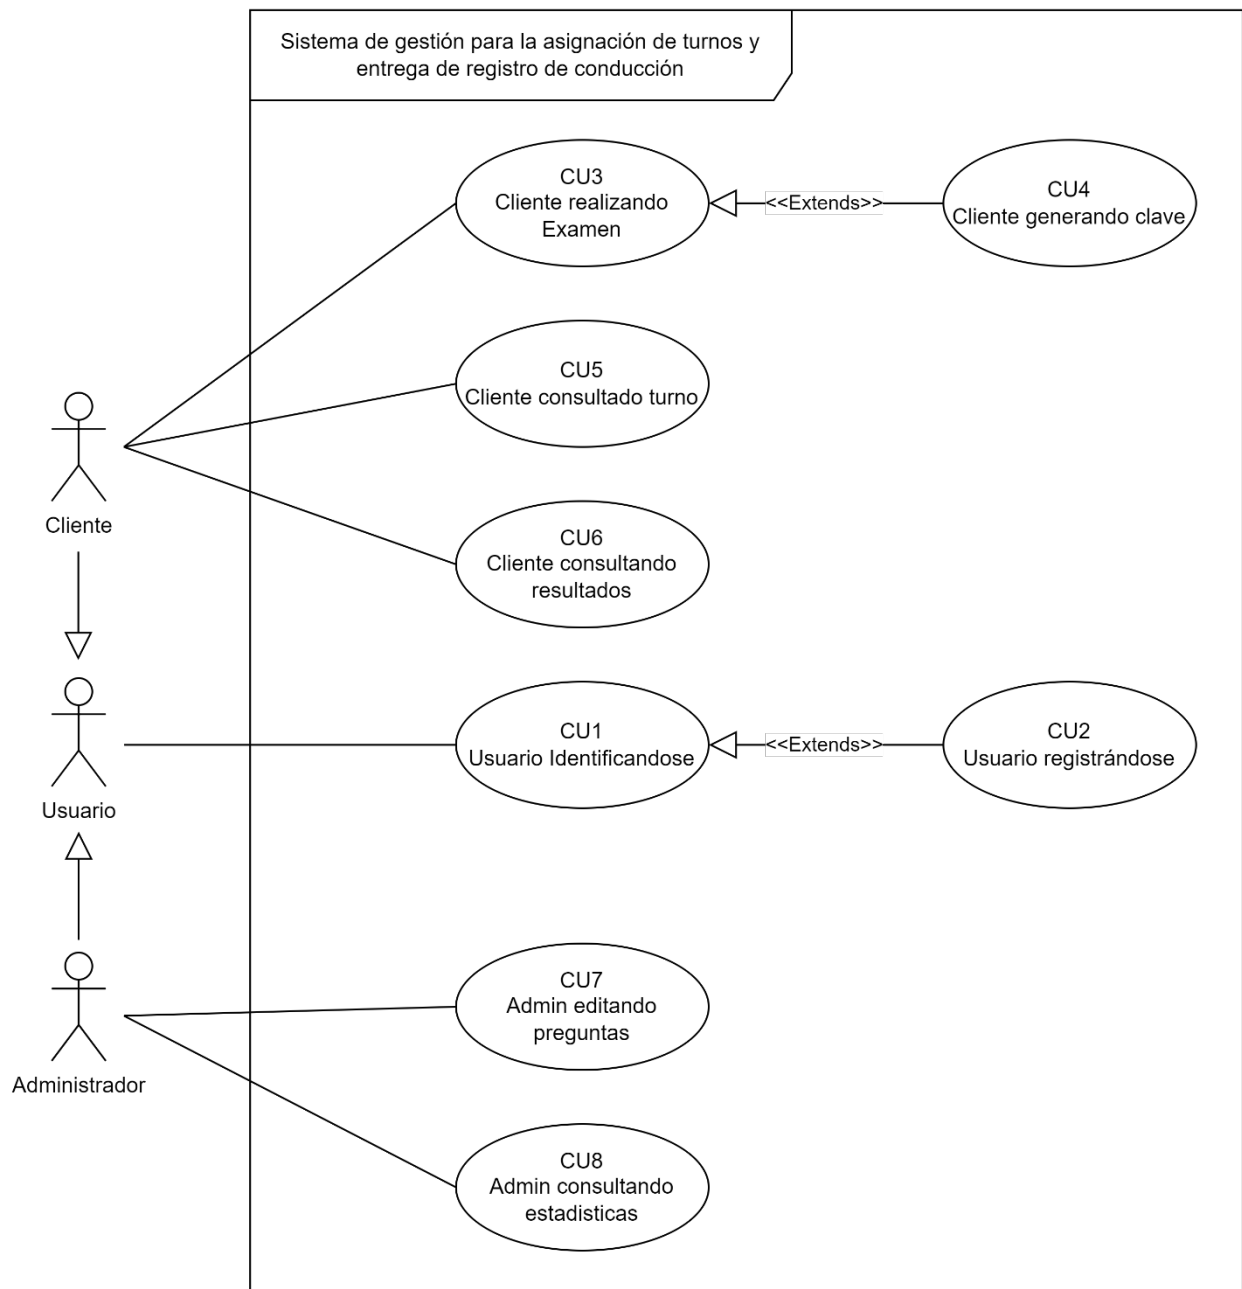 Sistema de gestión para la asignación de turnos y
entrega de registro de conducción
CU3
Cliente realizando
Examen
<<Extends>>
CU4
Cliente generando clave
CU5
Cliente consultado turno
Cliente
CU6
Cliente consultando
resultados
CU1
Usuario Identificandose
<<Extends>>
CU2
Usuario registrándose
Usuario
CU7
Admin editando
preguntas
Administrador
CU8
Admin consultando
estadisticas